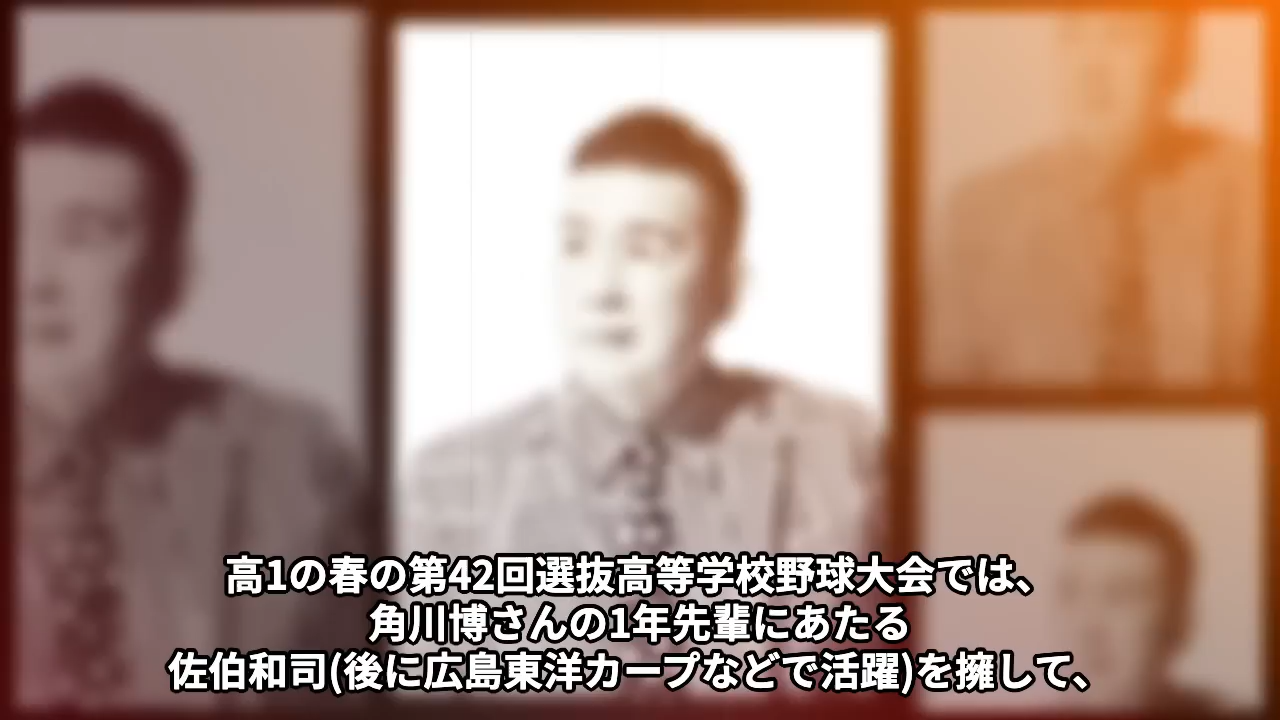 高1の春の第42回選抜高等学校野球大会では、
角川博さんの1年先輩にあたる
佐伯和司(後に広島東洋カープなどで活躍)を擁して、